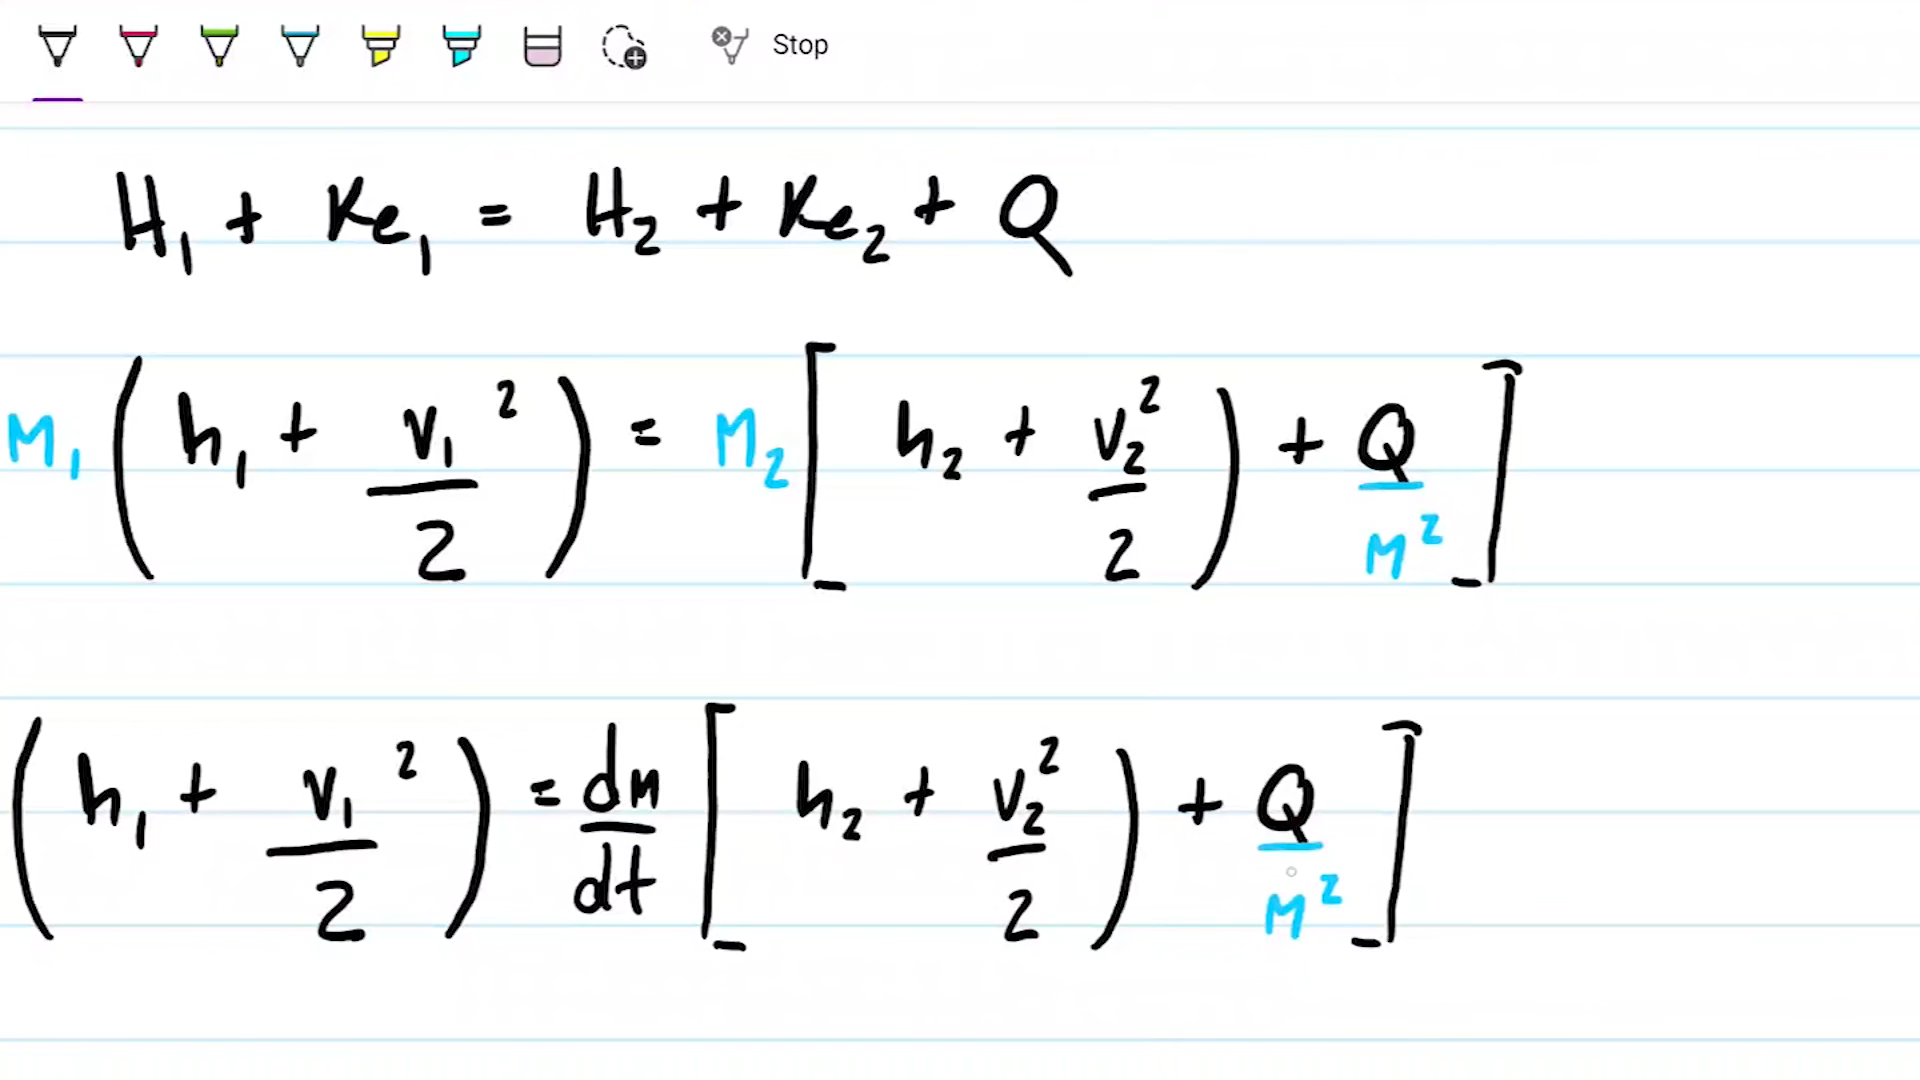 Stop
H₁ + Ke₁ = H₂ + Ke₂ + Q
M₁ ( h₁ + v₁²/2 ) = M₂ [ h₂ + v₂²/2 ) + Q/M² ]
( h₁ + v₁²/2 ) = dm/dt [ h₂ + v₂²/2 ) + Q/M² ]